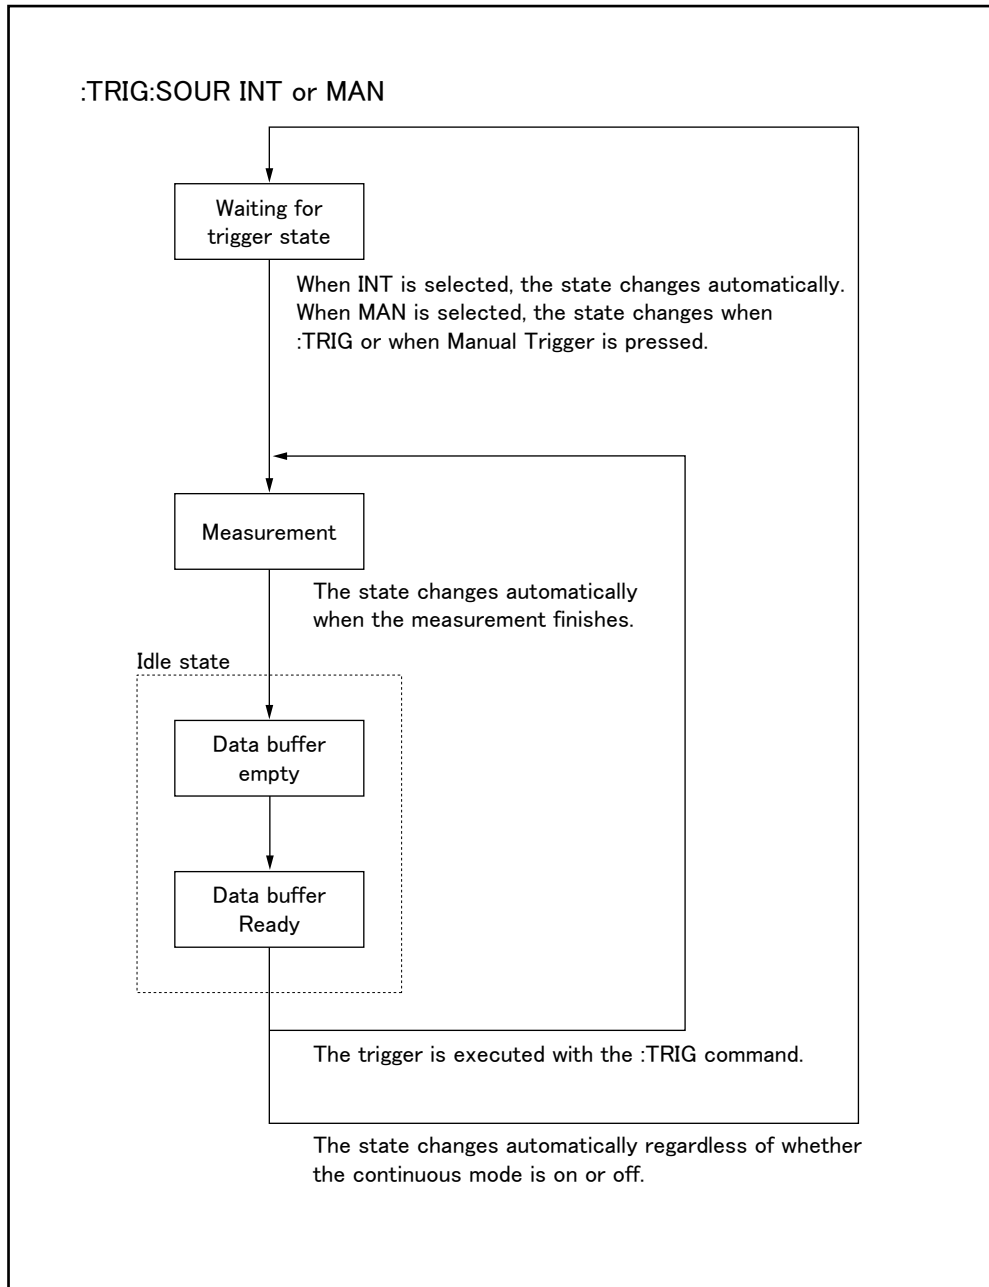 :TRIG:SOUR INT or MAN
Waiting for
trigger state
When INT is selected, the state changes automatically.
When MAN is selected, the state changes when
:TRIG or when Manual Trigger is pressed.
Measurement
The state changes automatically
when the measurement finishes.
Idle state
Data buffer
empty
Data buffer
Ready
The trigger is executed with the :TRIG command.
The state changes automatically regardless of whether
the continuous mode is on or off.